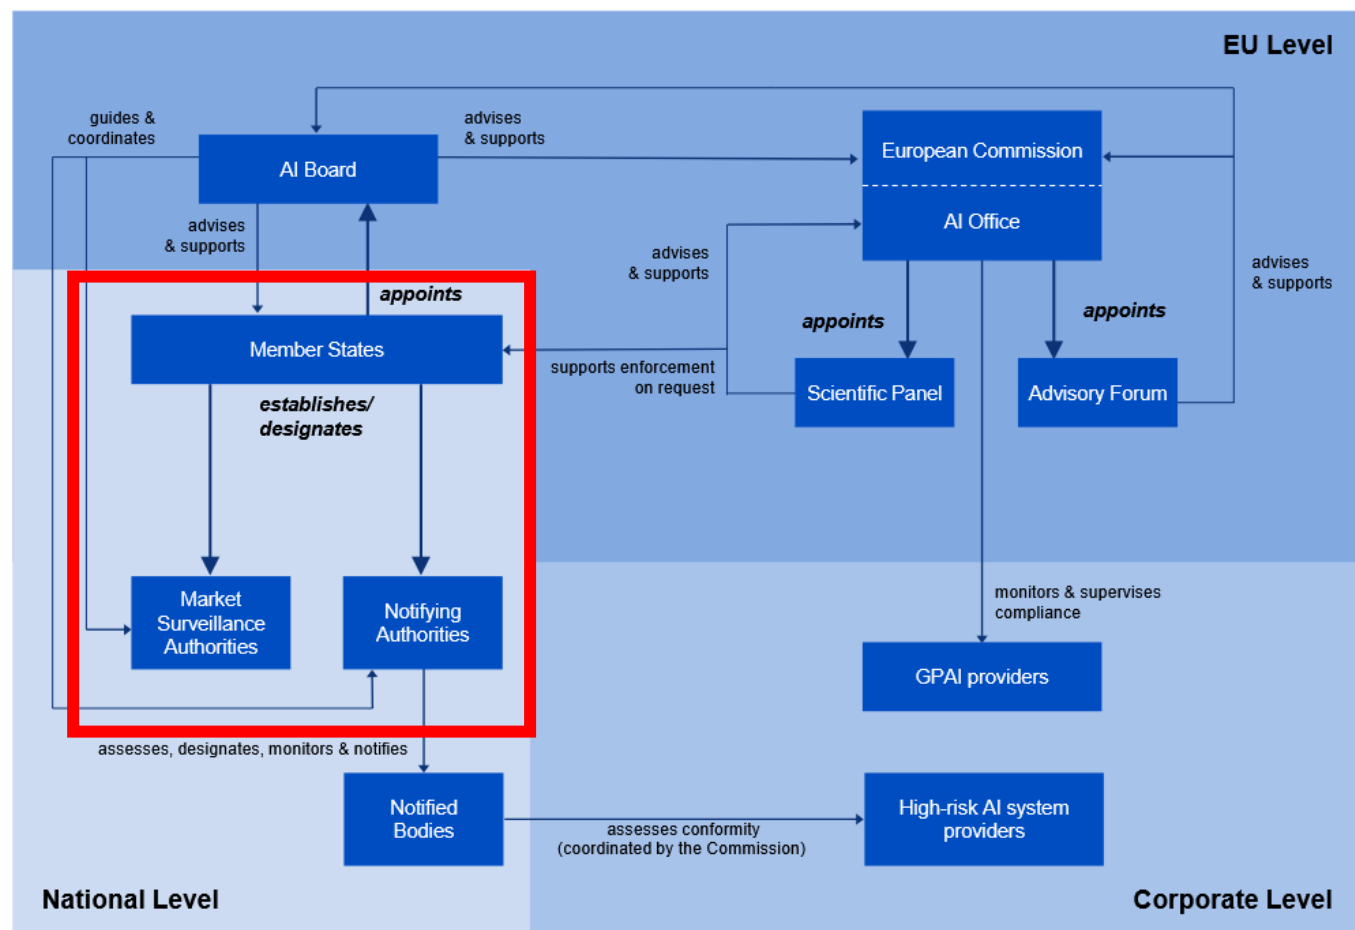 EU Level
guides &
coordinates
AI Board
advises
& supports
European Commission
AI Office
advises
& supports
advises
& supports
advises
& supports
appoints
appoints
appoints
Member States
supports enforcement
on request
Scientific Panel
Advisory Forum
establishes/
designates
Market
Surveillance
Authorities
Notifying
Authorities
monitors & supervises
compliance
GPAI providers
assesses, designates, monitors & notifies
Notified
Bodies
assesses conformity
(coordinated by the Commission)
High-risk AI system
providers
National Level
Corporate Level